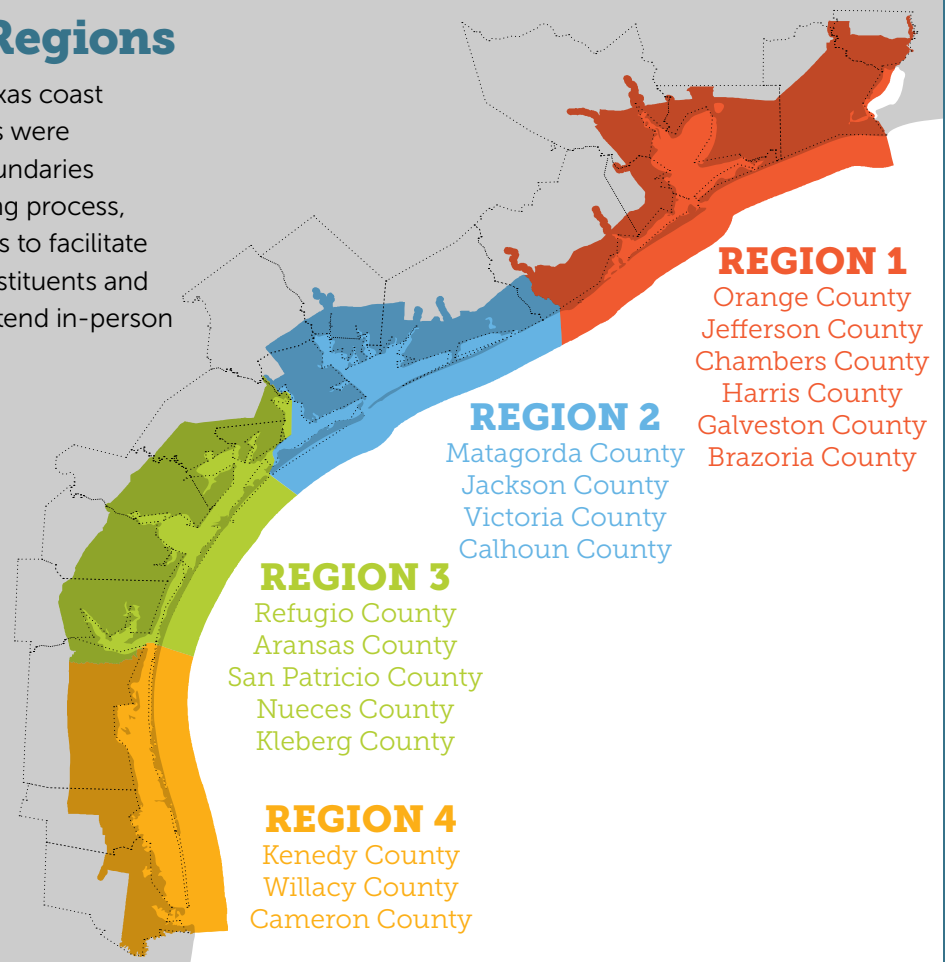 Regions
xas coast
s were
undaries
ng process,
s to facilitate
stituents and
tend in-person
REGION 1
Orange County
Jefferson County
Chambers County
Harris County
Galveston County
Brazoria County
REGION 2
Matagorda County
Jackson County
Victoria County
Calhoun County
REGION 3
Refugio County
Aransas County
San Patricio County
Nueces County
Kleberg County
REGION 4
Kenedy County
Willacy County
Cameron County